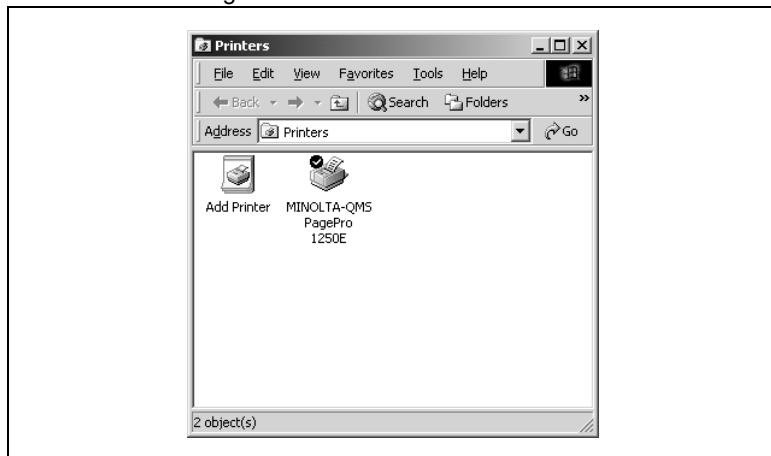 Printers
File Edit View Favorites Tools Help
Back Search Folders »
Address Printers Go
Add Printer MINOLTA-QMS
PagePro
1250E
2 object(s)